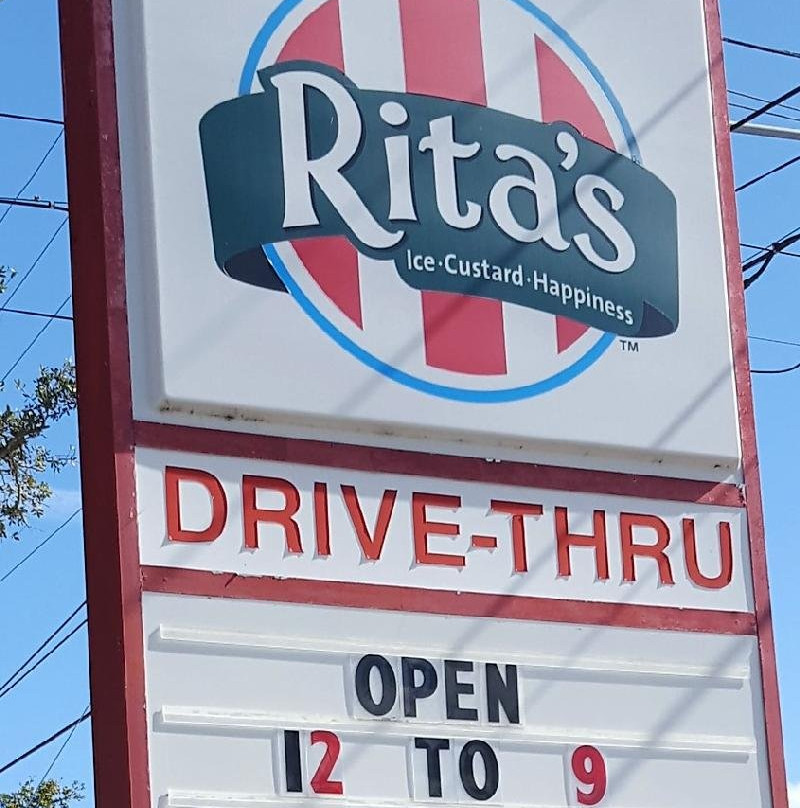 Rita's
Ice·Custard·Happiness
TM
DRIVE-THRU
OPEN
12 TO 9